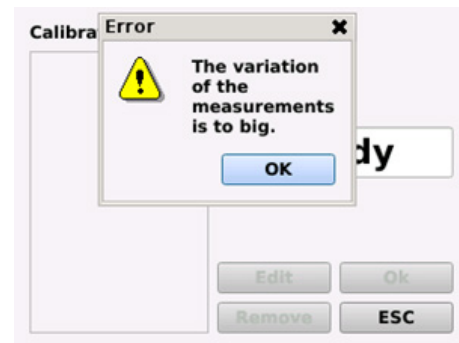 Error
Calibra
The variation
of the
measurements
is to big.
OK
dy
Edit
Ok
Remove
ESC